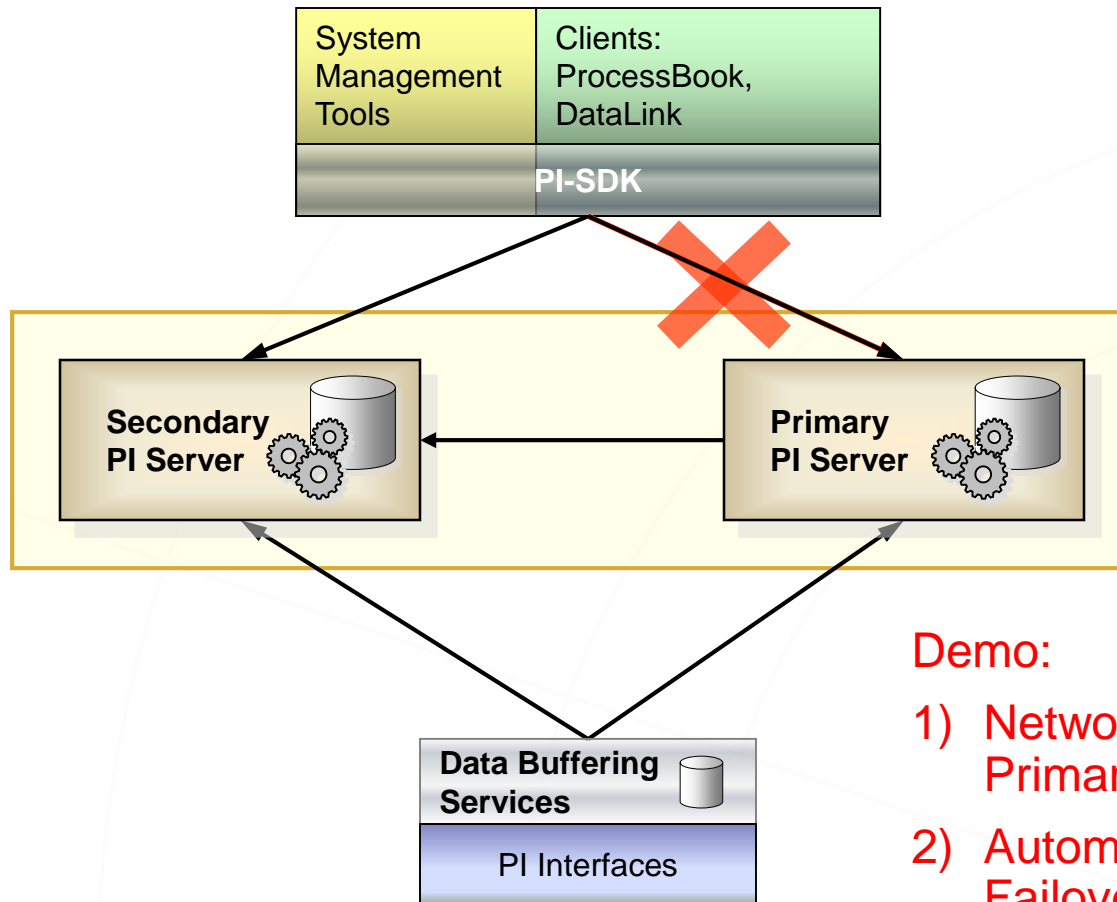 System
Management
Tools
Clients:
ProcessBook,
DataLink
PI-SDK
Secondary
PI Server
Primary
PI Server
Demo:
1)
2)
Data Buffering
Services
PI Interfaces